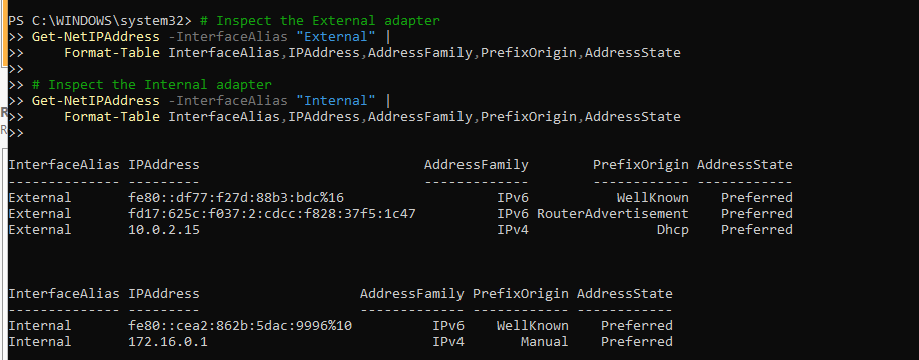 PS C:\WINDOWS\system32> # Inspect the External adapter
>> Get-NetIPAddress -InterfaceAlias "External" |
>>     Format-Table InterfaceAlias,IPAddress,AddressFamily,PrefixOrigin,AddressState
>>
>> # Inspect the Internal adapter
>> Get-NetIPAddress -InterfaceAlias "Internal" |
>>     Format-Table InterfaceAlias,IPAddress,AddressFamily,PrefixOrigin,AddressState
>>
InterfaceAlias IPAddress                            AddressFamily        PrefixOrigin AddressState
-------------- ---------                            -------------        ------------ ------------
External       fe80::df77:f27d:88b3:bdc%16                   IPv6           WellKnown    Preferred
External       fd17:625c:f037:2:cdcc:f828:37f5:1c47          IPv6 RouterAdvertisement    Preferred
External       10.0.2.15                                     IPv4                Dhcp    Preferred
InterfaceAlias IPAddress                    AddressFamily PrefixOrigin AddressState
-------------- ---------                    ------------- ------------ ------------
Internal       fe80::cea2:862b:5dac:9996%10          IPv6    WellKnown    Preferred
Internal       172.16.0.1                            IPv4       Manual    Preferred